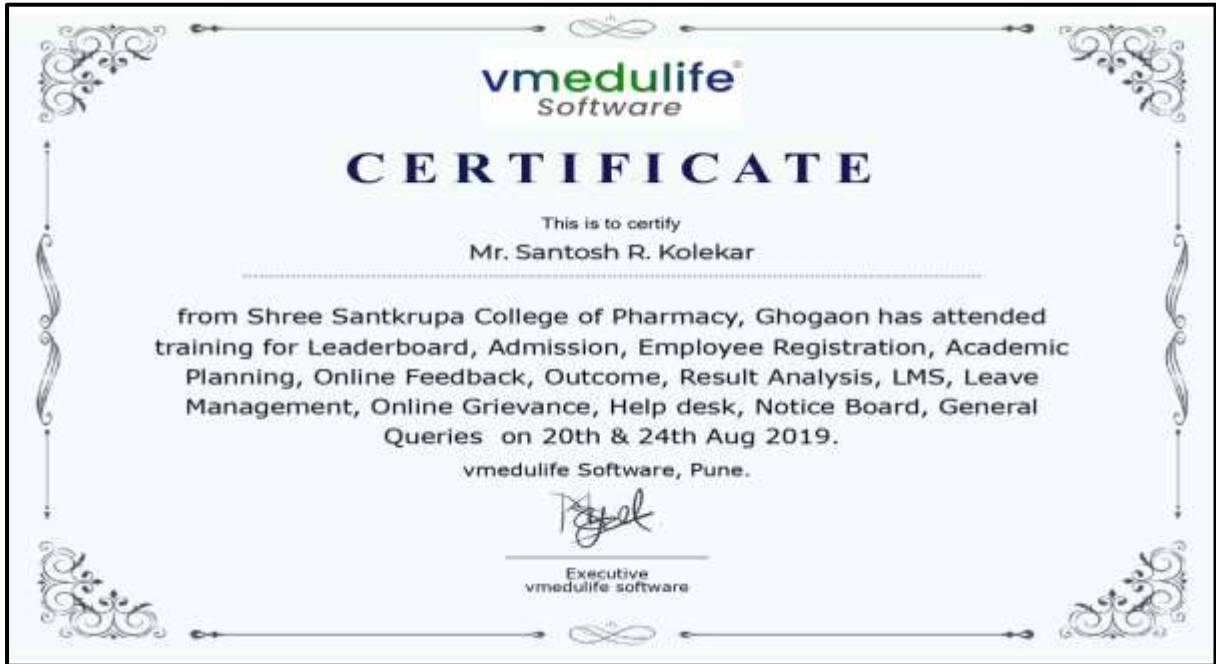 vmedulife®
Software
CERTIFICATE
This is to certify
Mr. Santosh R. Kolekar
from Shree Santkrupa College of Pharmacy, Ghogaon has attended
training for Leaderboard, Admission, Employee Registration, Academic
Planning, Online Feedback, Outcome, Result Analysis, LMS, Leave
Management, Online Grievance, Help desk, Notice Board, General
Queries on 20th & 24th Aug 2019.
vmedulife Software, Pune.
Executive
vmedulife software